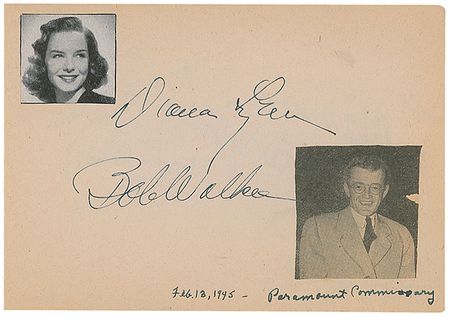 Diana Lynn
Bob Walker
Feb. 13, 1945 - Paramount Commissary